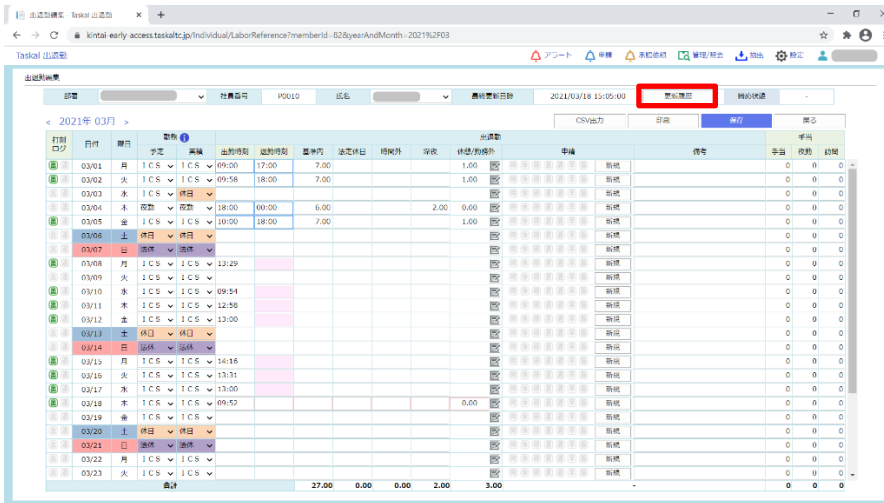 出退勤編集 - Taskal 出退勤
kintai-early-access.taskaltc.jp/Individual/LaborReference?memberId=82&yearAndMonth=2021%2F03
Taskal 出退勤 アラート 申請 承認依頼 管理/照会 抽出 設定
出退勤編集
部署 社員番号 P0010 氏名 最終更新日時 2021/03/18 15:05:00 更新履歴 締め状態 -
< 2021年 03月 > CSV出力 印刷 保存 戻る
打刻ログ 日付 曜日 勤務 出退勤 備考 手当
予定 実績 出勤時刻 退勤時刻 基準内 法定休日 時間外 深夜 休憩/勤務外 申請 手当 夜勤 訪問
03/01 月 ICS ICS 09:00 17:00 7.00 1.00 新規 0 0 0
03/02 火 ICS ICS 09:58 18:00 7.00 1.00 新規 0 0 0
03/03 水 ICS 休日 新規 0 0 0
03/04 木 夜勤 夜勤 18:00 00:00 6.00 2.00 0.00 新規 0 0 0
03/05 金 ICS ICS 10:00 18:00 7.00 1.00 新規 0 0 0
03/06 土 休日 休日 新規 0 0 0
03/07 日 法休 法休 新規 0 0 0
03/08 月 ICS ICS 13:29 新規 0 0 0
03/09 火 ICS ICS 新規 0 0 0
03/10 水 ICS ICS 09:54 新規 0 0 0
03/11 木 ICS ICS 12:58 新規 0 0 0
03/12 金 ICS ICS 13:00 新規 0 0 0
03/13 土 休日 休日 新規 0 0 0
03/14 日 法休 法休 新規 0 0 0
03/15 月 ICS ICS 14:16 新規 0 0 0
03/16 火 ICS ICS 13:31 新規 0 0 0
03/17 水 ICS ICS 13:00 新規 0 0 0
03/18 木 ICS ICS 09:52 0.00 新規 0 0 0
03/19 金 ICS ICS 新規 0 0 0
03/20 土 休日 休日 新規 0 0 0
03/21 日 法休 法休 新規 0 0 0
03/22 月 ICS ICS 新規 0 0 0
03/23 火 ICS ICS 新規 0 0 0
合計 27.00 0.00 0.00 2.00 3.00 - 0 0 0